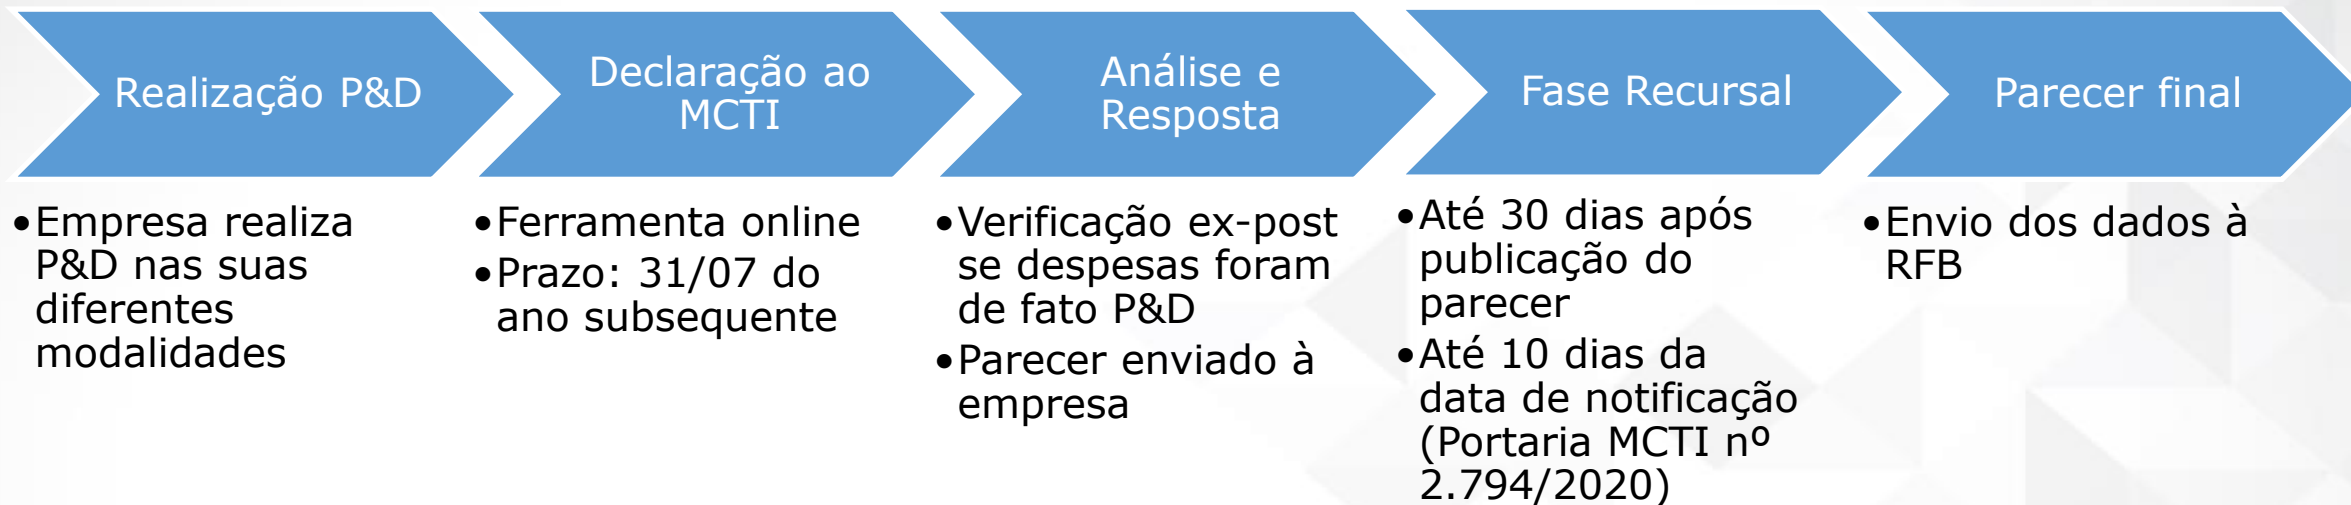 Realização P&D
Declaração ao
MCTI
Análise e
Resposta
Fase Recursal
Parecer final
•Empresa realiza
P&D nas suas
diferentes
modalidades
•Ferramenta online
•Prazo: 31/07 do
ano subsequente
•Verificação ex-post
se despesas foram
de fato P&D
•Parecer enviado à
empresa
•Até 30 dias após
publicação do
parecer
•Até 10 dias da
data de notificação
(Portaria MCTI nº
2.794/2020)
•Envio dos dados à
RFB